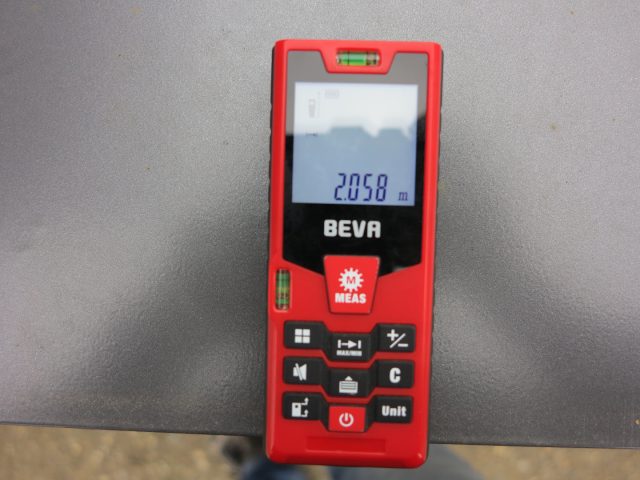 2.058 m
BEVA
M
MEAS
MAX/MIN
+/-
C
Unit